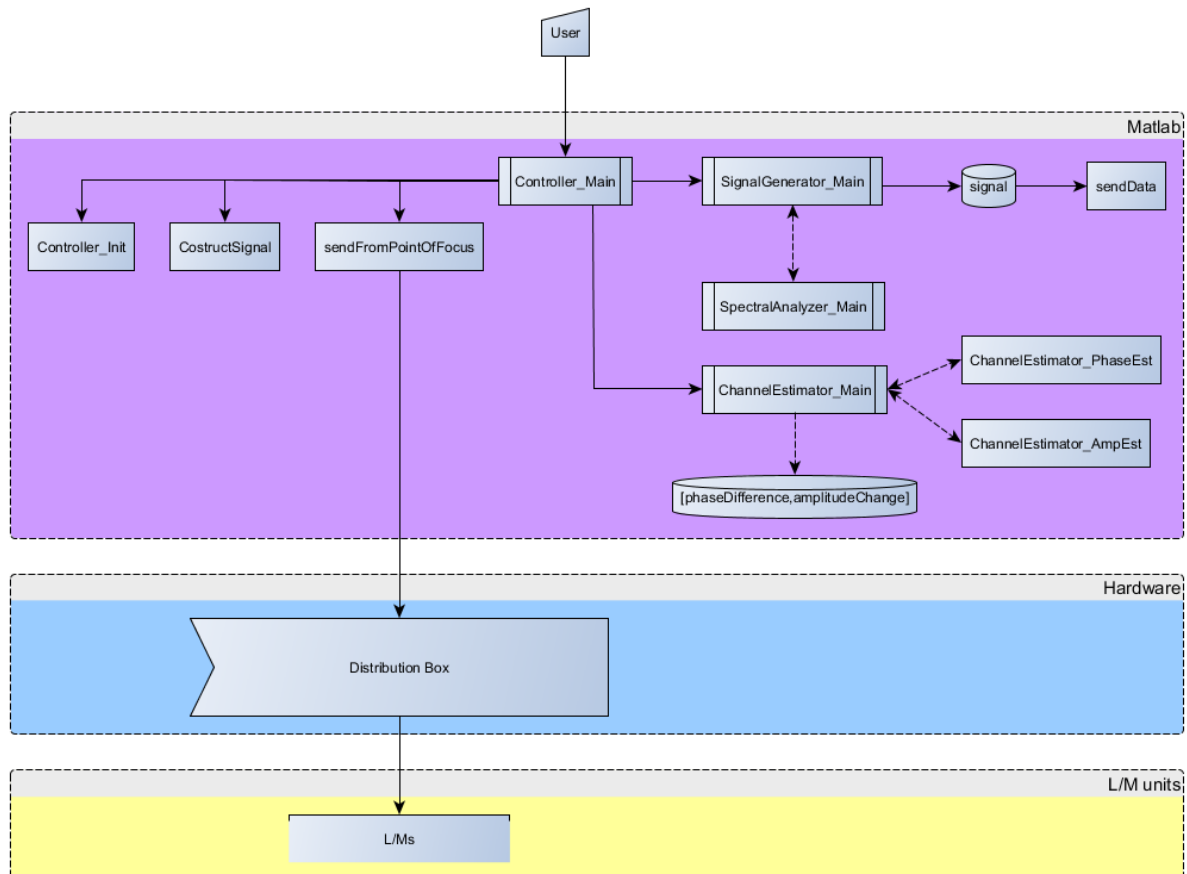 User
Matlab
Controller_Main
SignalGenerator_Main
signal
sendData
Controller_Init
CostructSignal
sendFromPointOfFocus
SpectralAnalyzer_Main
ChannelEstimator_PhaseEst
ChannelEstimator_Main
ChannelEstimator_AmpEst
[phaseDifference,amplitudeChange]
Hardware
Distribution Box
L/M units
L/Ms